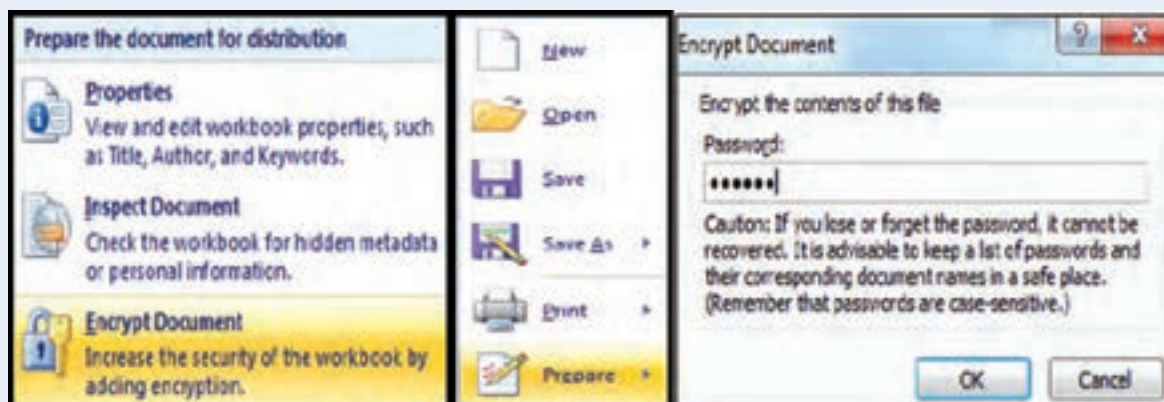 Prepare the document for distribution
Properties
View and edit workbook properties, such
as Title, Author, and Keywords.
Inspect Document
Check the workbook for hidden metadata
or personal information.
Encrypt Document
Increase the security of the workbook by
adding encryption.
New
Open
Save
Save As
Print
Prepare
Encrypt Document
Encrypt the contents of this file
Password:
••••••
Caution: If you lose or forget the password, it cannot be
recovered. It is advisable to keep a list of passwords and
their corresponding document names in a safe place.
(Remember that passwords are case-sensitive.)
OK
Cancel